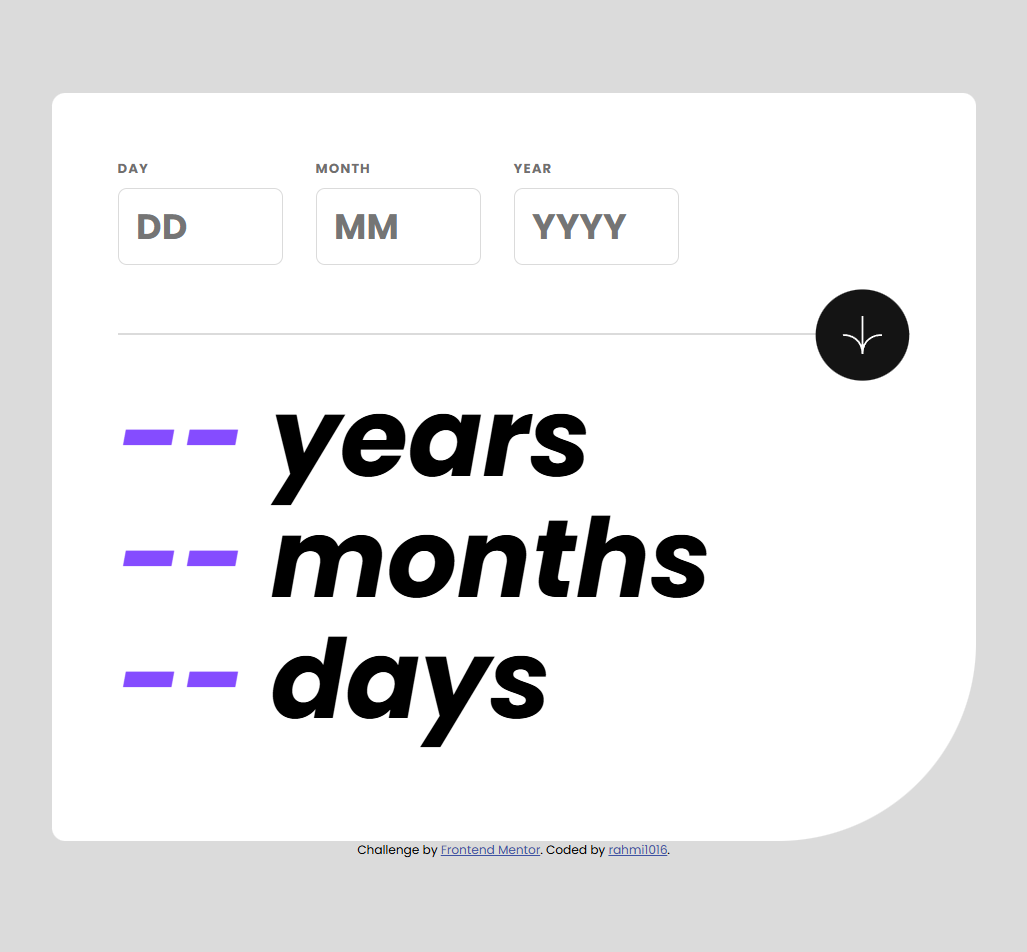 DAY MONTH YEAR
DD MM YYYY
-- years
-- months
-- days
Challenge by Frontend Mentor. Coded by rahmi1016.